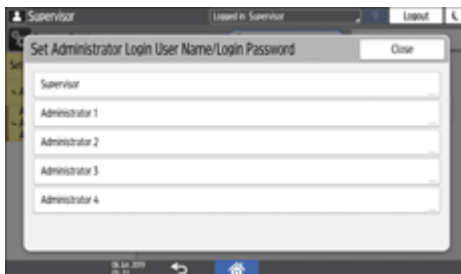 Supervisor
Logged in: Supervisor
Logout
Set Administrator Login User Name/Login Password
Close
Supervisor
Administrator 1
Administrator 2
Administrator 3
Administrator 4